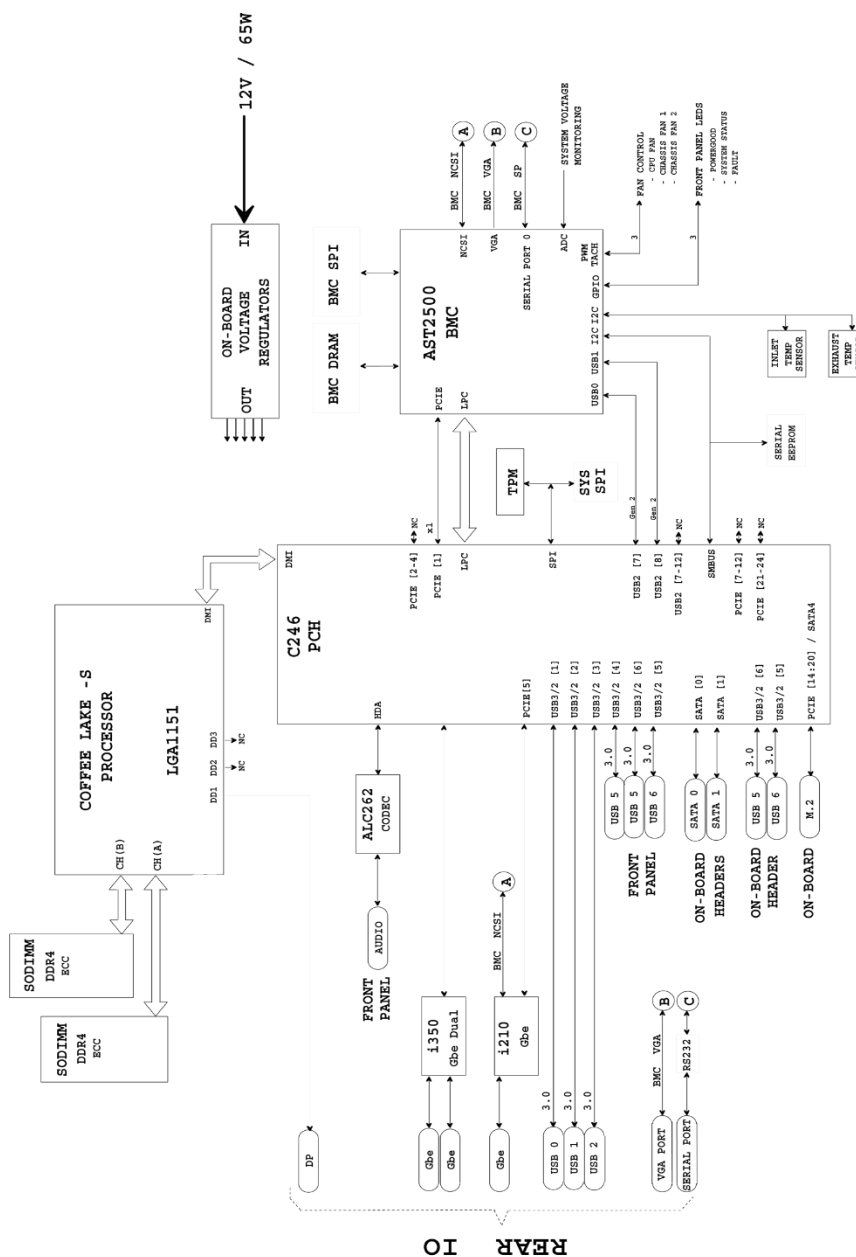 12V / 65W
IN
ON-BOARD
VOLTAGE
REGULATORS
OUT
BMC SPI
BMC DRAM
AST2500
BMC
NCSI
VGA
SERIAL PORT 0
ADC
PWM
TACH
GPIO
I2C
I2C
USB1
USB0
PCIE
LPC
BMC NCSI
A
BMC VGA
B
BMC SP
C
SYSTEM VOLTAGE
MONITORING
3
FAN CONTROL
- CPU FAN
- CHASSIS FAN 1
- CHASSIS FAN 2
3
FRONT PANEL LEDS
- POWERGOOD
- SYSTEM STATUS
- FAULT
INLET
TEMP
SENSOR
EXHAUST
TEMP
SERIAL
EEPROM
TPM
SYS
SPI
x1
Gen 2
Gen 2
COFFEE LAKE -S
PROCESSOR
LGA1151
DMI
DD3
NC
DD2
NC
DD1
CH(B)
CH(A)
SODIMM
DDR4
ECC
SODIMM
DDR4
ECC
C246
PCH
DMI
PCIE [2-4]
NC
PCIE [1]
LPC
SPI
USB2 [7]
USB2 [8]
USB2 [7-12]
NC
SMBUS
PCIE [7-12]
NC
PCIE [21-24]
NC
HDA
PCIE[5]
USB3/2 [1]
USB3/2 [2]
USB3/2 [3]
USB3/2 [4]
USB3/2 [6]
USB3/2 [5]
SATA [0]
SATA [1]
USB3/2 [6]
USB3/2 [5]
PCIE [14:20] / SATA4
ALC262
CODEC
AUDIO
FRONT
PANEL
i350
Gbe Dual
i210
Gbe
BMC NCSI
A
3.0
USB 5
3.0
USB 5
3.0
USB 6
FRONT
PANEL
SATA 0
SATA 1
ON-BOARD
HEADERS
3.0
USB 5
3.0
USB 6
ON-BOARD
HEADER
M.2
ON-BOARD
DP
Gbe
Gbe
Gbe
3.0
USB 0
3.0
USB 1
3.0
USB 2
VGA PORT
BMC VGA
B
SERIAL PORT
RS232
C
REAR IO